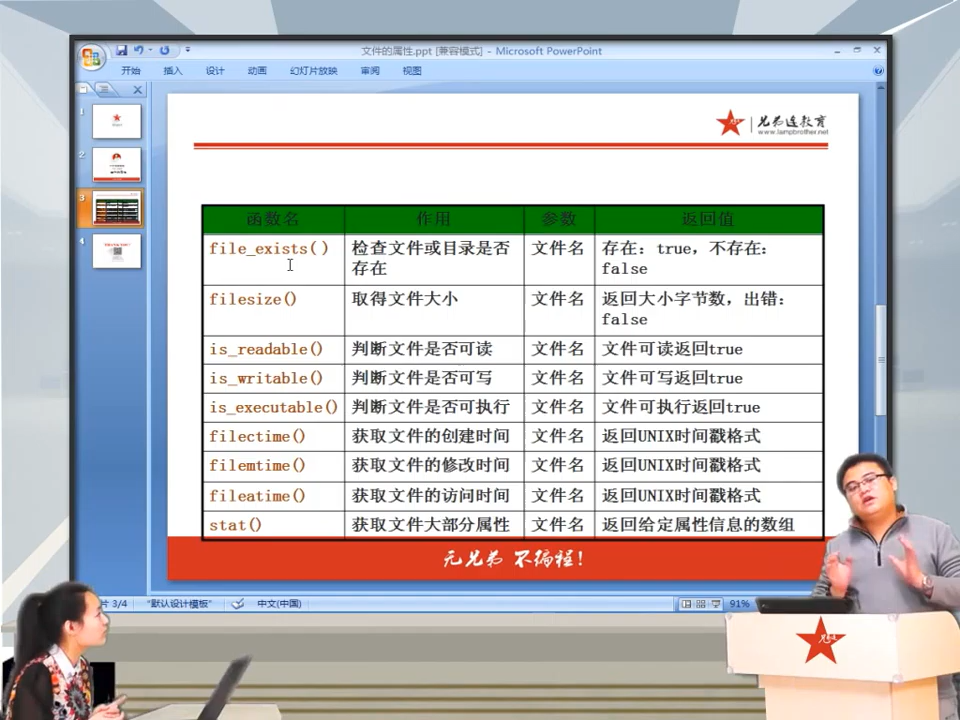 文件的属性.ppt [兼容模式] - Microsoft PowerPoint
开始 插入 设计 动画 幻灯片放映 审阅 视图
1
2
3
4
兄弟连教育
www.lampbrother.net
函数名 作用 参数 返回值
file_exists() 检查文件或目录是否存在 文件名 存在：true，不存在：false
filesize() 取得文件大小 文件名 返回大小字节数，出错：false
is_readable() 判断文件是否可读 文件名 文件可读返回true
is_writable() 判断文件是否可写 文件名 文件可写返回true
is_executable() 判断文件是否可执行 文件名 文件可执行返回true
filectime() 获取文件的创建时间 文件名 返回UNIX时间戳格式
filemtime() 获取文件的修改时间 文件名 返回UNIX时间戳格式
fileatime() 获取文件的访问时间 文件名 返回UNIX时间戳格式
stat() 获取文件大部分属性 文件名 返回给定属性信息的数组
无兄弟 不编程!
片 3/4 "默认设计模板" 中文(中国) 91%